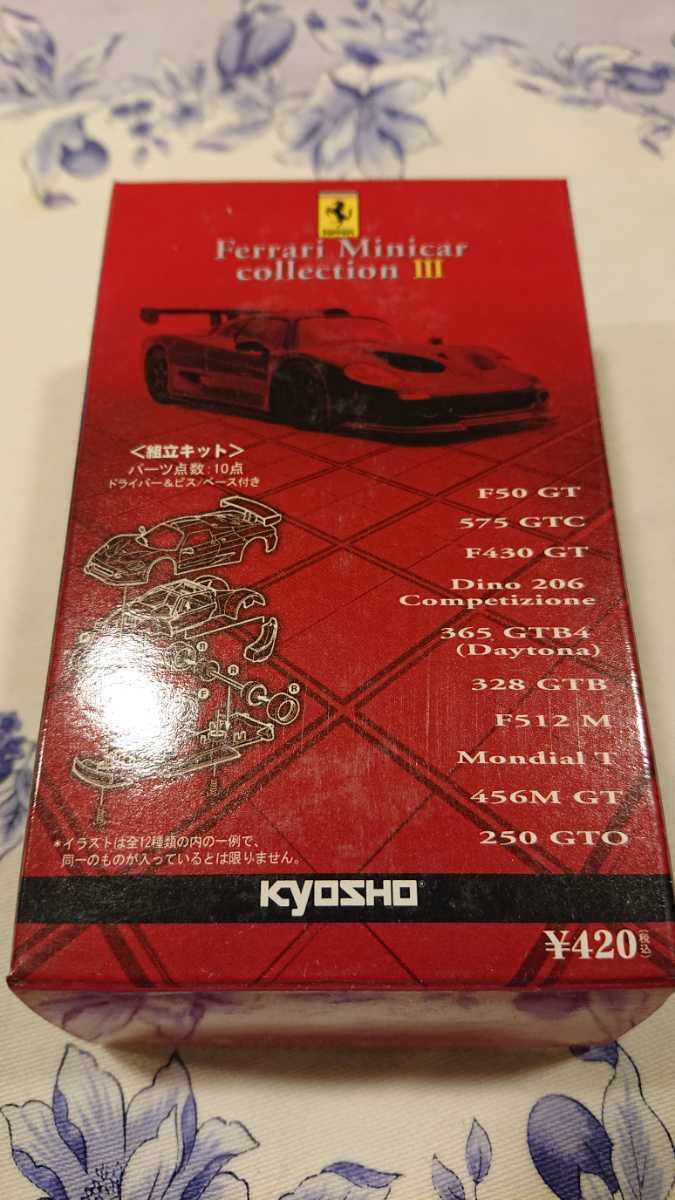 Ferrari
Ferrari Minicar
collection III
<組立キット>
パーツ点数:10点
ドライバー&ビス/ベース付き
F50 GT
575 GTC
F430 GT
Dino 206
Competizione
365 GTB4
(Daytona)
328 GTB
F512 M
Mondial T
456M GT
250 GTO
R
R
F
*イラストは全12種類の内の一例で、
同一のものが入っているとは限りません。
KYOSHO
¥420(税込)